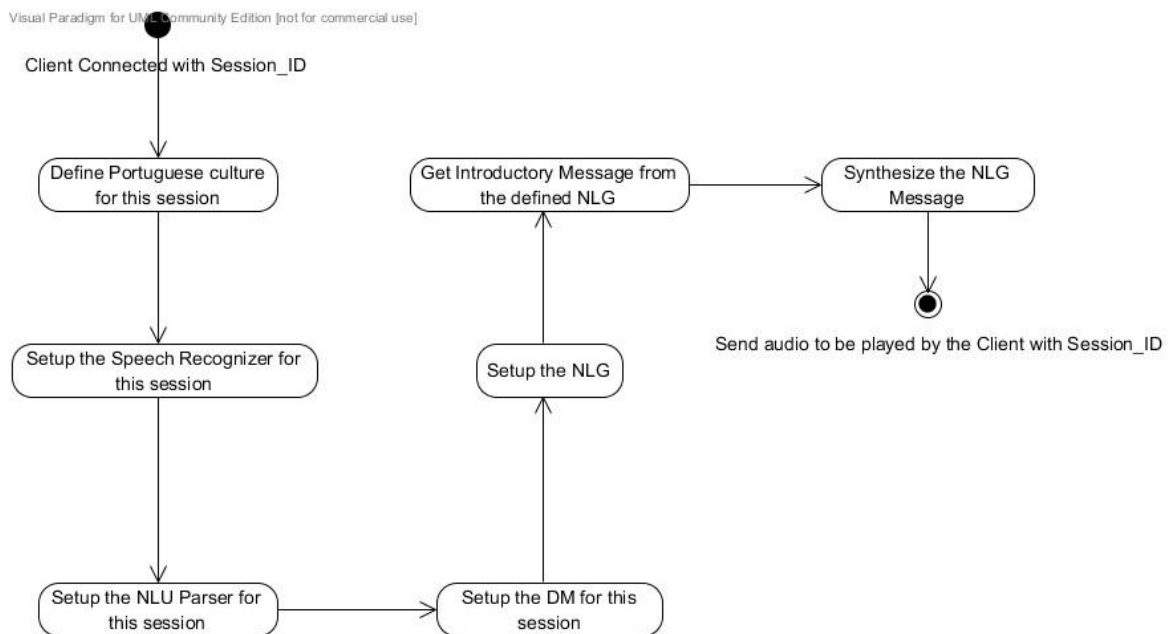 Visual Paradigm for UML Community Edition [not for commercial use]
Client Connected with Session_ID
Define Portuguese culture
for this session
Setup the Speech Recognizer for
this session
Setup the NLU Parser for
this session
Setup the DM for this
session
Setup the NLG
Get Introductory Message from
the defined NLG
Synthesize the NLG
Message
Send audio to be played by the Client with Session_ID